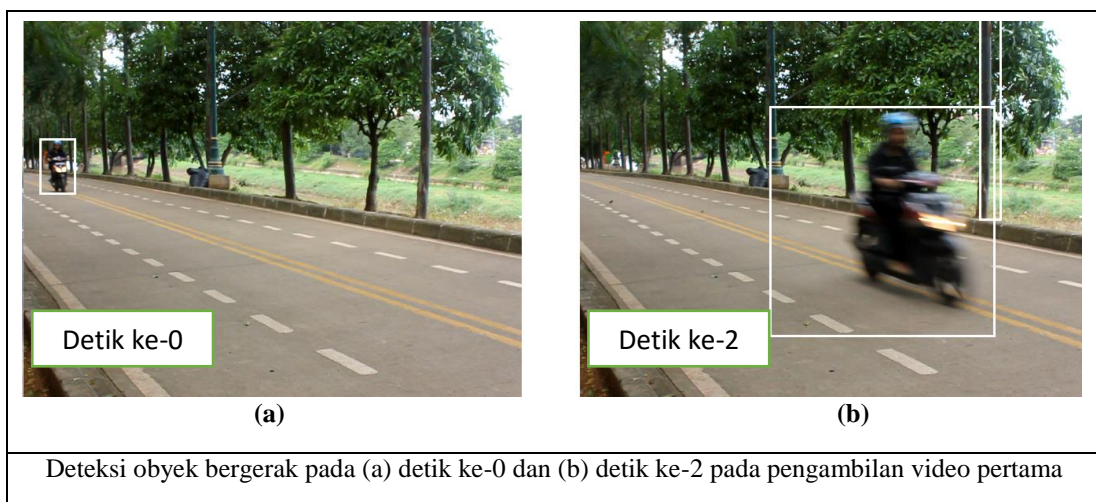 Detik ke-0
Detik ke-2
(a)
(b)
Deteksi obyek bergerak pada (a) detik ke-0 dan (b) detik ke-2 pada pengambilan video pertama